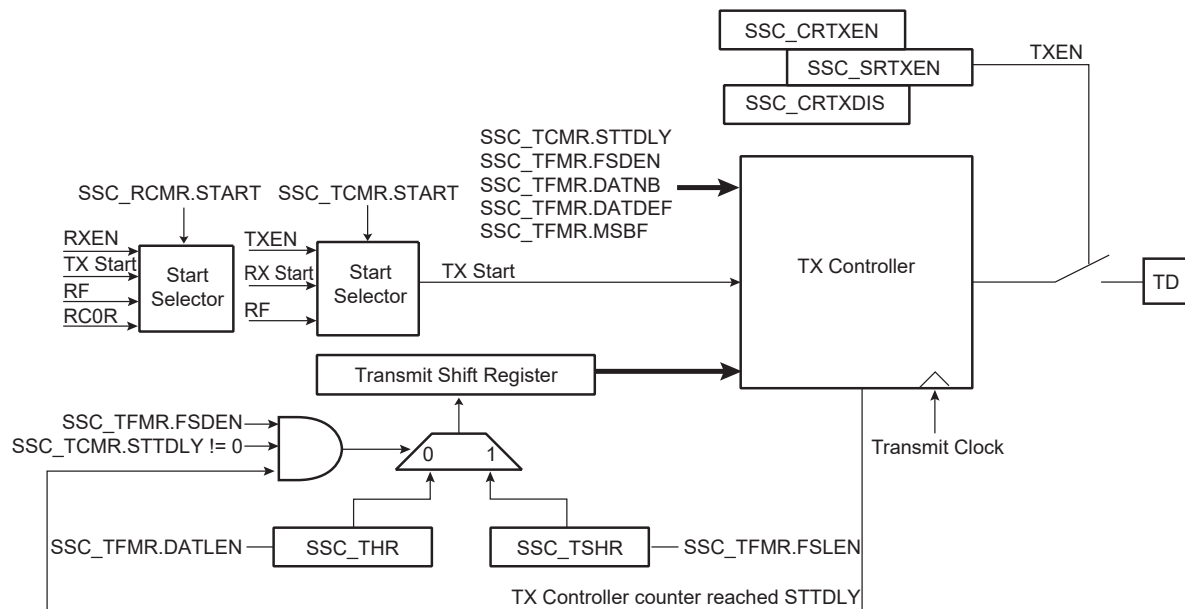 SSC_CRTXEN
SSC_SRTXEN
TXEN
SSC_CRTXDIS
SSC_TCMR.STTDLY
SSC_TFMR.FSDEN
SSC_TFMR.DATNB
SSC_TFMR.DATDEF
SSC_TFMR.MSBF
SSC_RCMR.START
SSC_TCMR.START
RXEN
TX Start
RF
RC0R
Start
Selector
TXEN
RX Start
RF
Start
Selector
TX Start
TX Controller
TD
Transmit Shift Register
SSC_TFMR.FSDEN
SSC_TCMR.STTDLY != 0
0
1
Transmit Clock
SSC_TFMR.DATLEN
SSC_THR
SSC_TSHR
SSC_TFMR.FSLEN
TX Controller counter reached STTDLY